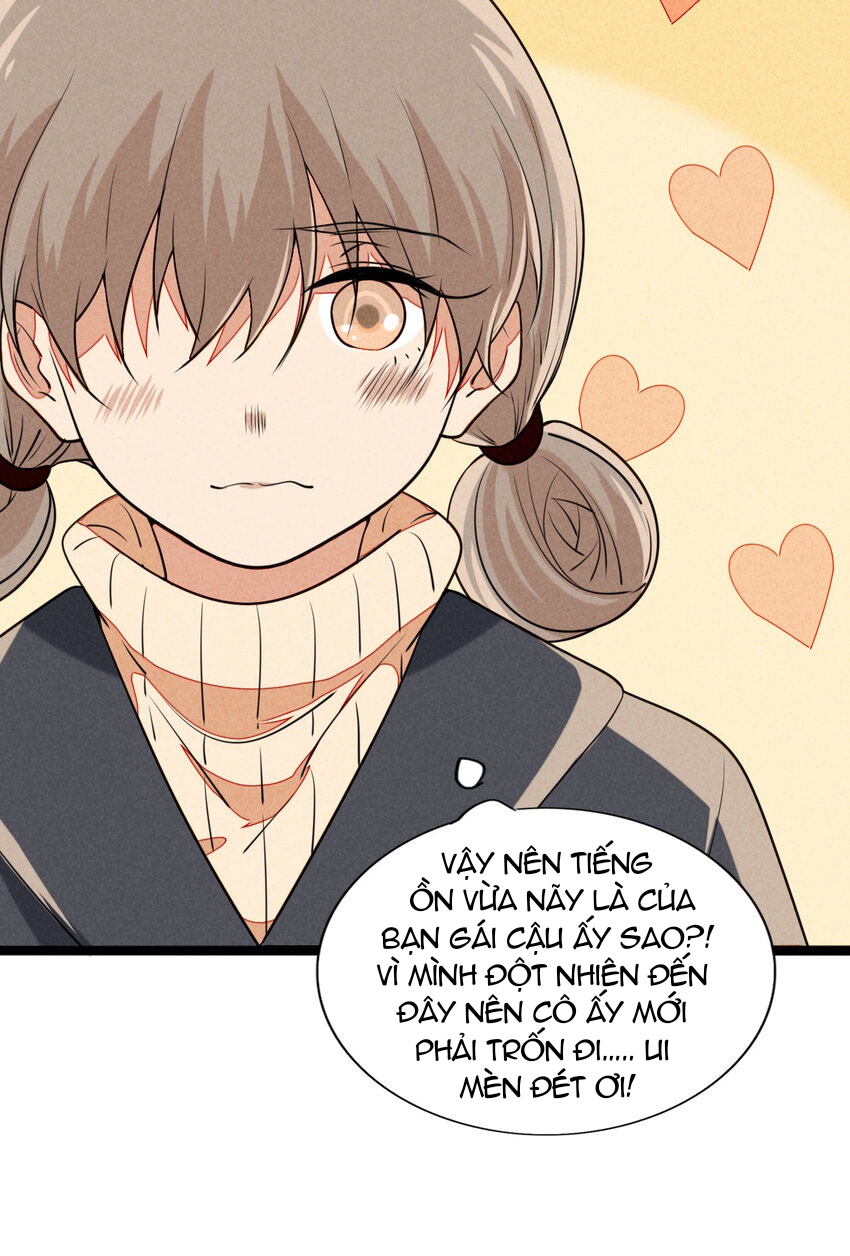 VẬY NÊN TIẾNG
ỒN VỪA NÃY LÀ CỦA
BẠN GÁI CẬU ẤY SAO?!
VÌ MÌNH ĐỘT NHIÊN ĐẾN
ĐÂY NÊN CÔ ẤY MỚI
PHẢI TRỐN ĐI..... UI
MÈN ĐÉT ƠI!